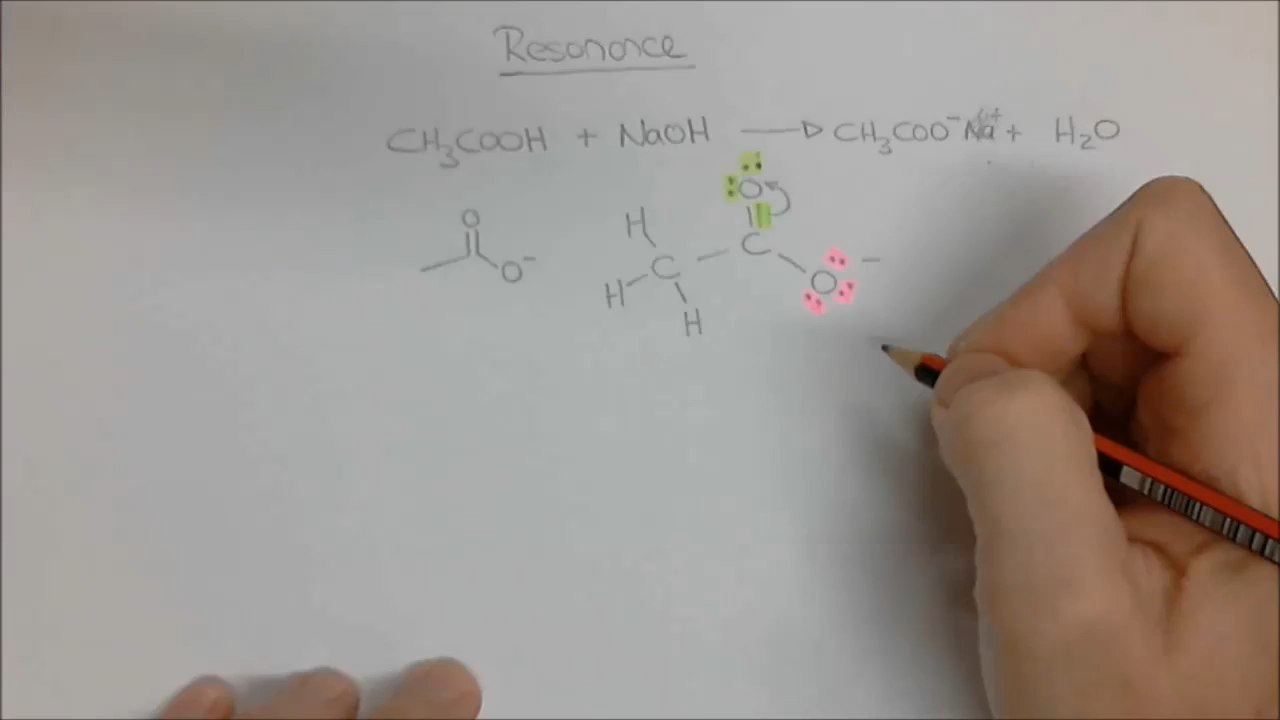 Resonance
CH₃COOH + NaOH → CH₃COO⁻ Na⁺ + H₂O
O
O⁻
O
H
C
C
H
O −
H